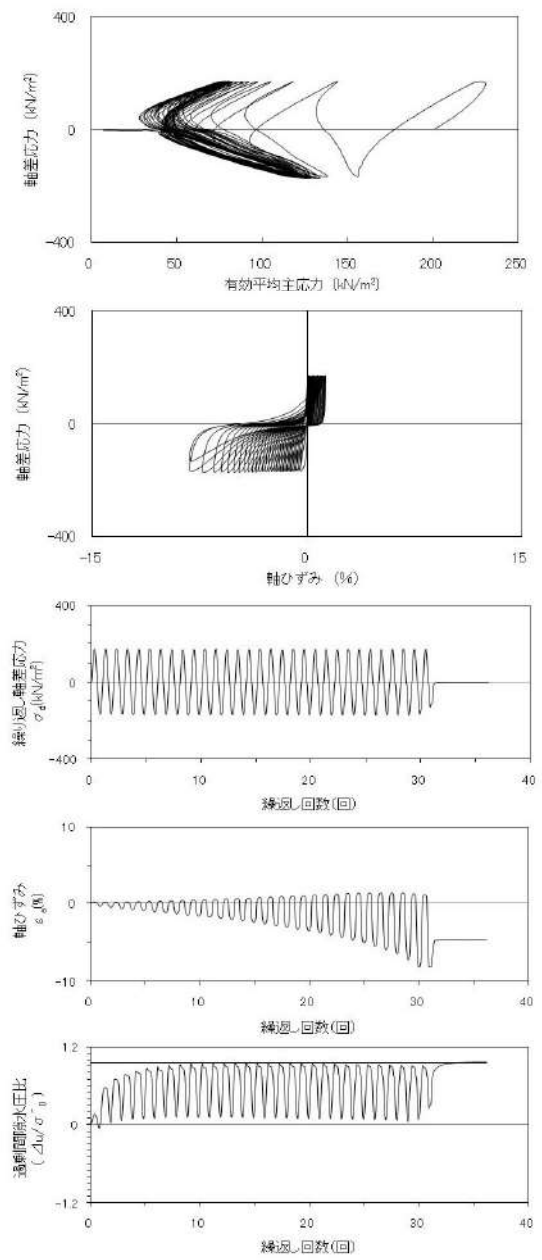 400
0
-400
軸差応力 (kN/m²)
0 50 100 150 200 250
有効平均主応力 (kN/m²)
400
0
-400
軸差応力 (kN/m²)
-15 0 15
軸ひずみ (%)
400
0
-400
繰り返し軸差応力
σd(kN/m²)
0 10 20 30 40
繰返し回数(回)
10
0
-10
軸ひずみ
εa(%)
0 10 20 30 40
繰返し回数(回)
1.2
0
-1.2
過剰間隙水圧比
(Δu/σ'0)
0 10 20 30 40
繰返し回数(回)